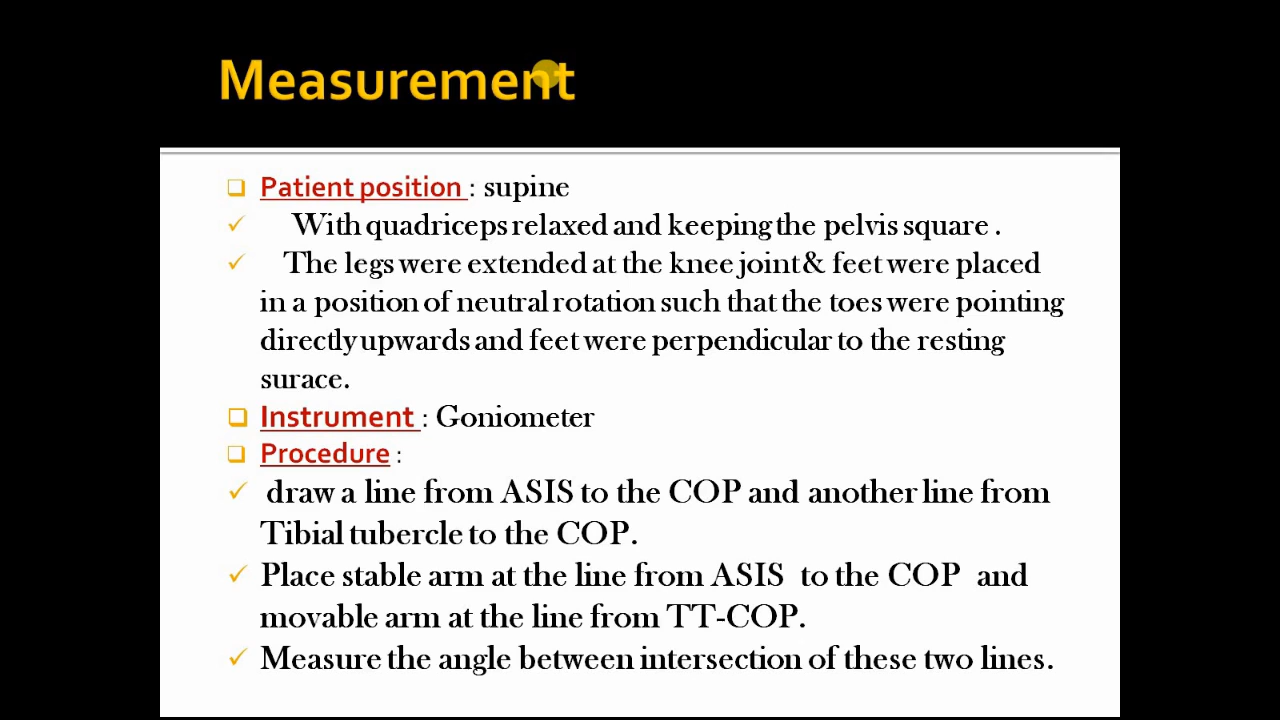 Measurement
Patient position : supine
With quadriceps relaxed and keeping the pelvis square .
The legs were extended at the knee joint& feet were placed
in a position of neutral rotation such that the toes were pointing
directly upwards and feet were perpendicular to the resting
surace.
Instrument : Goniometer
Procedure :
draw a line from ASIS to the COP and another line from
Tibial tubercle to the COP.
Place stable arm at the line from ASIS to the COP and
movable arm at the line from TT-COP.
Measure the angle between intersection of these two lines.